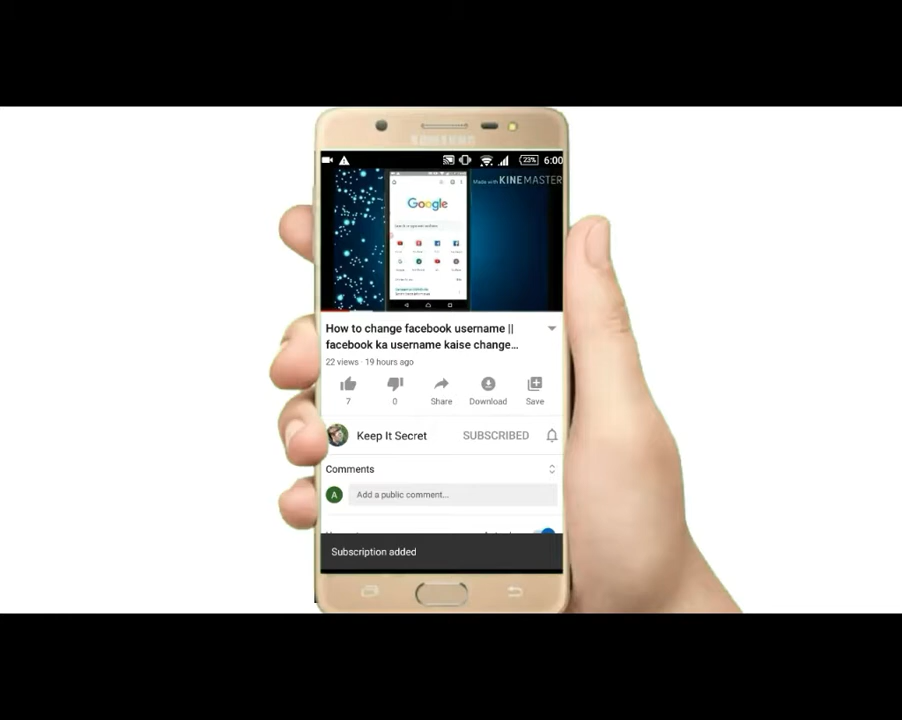 SAMSUNG
23% 6:00
Made with KINEMASTER
Google
How to change facebook username ||
facebook ka username kaise change...
22 views · 19 hours ago
7 0 Share Download Save
Keep It Secret SUBSCRIBED
Comments
A Add a public comment...
Subscription added